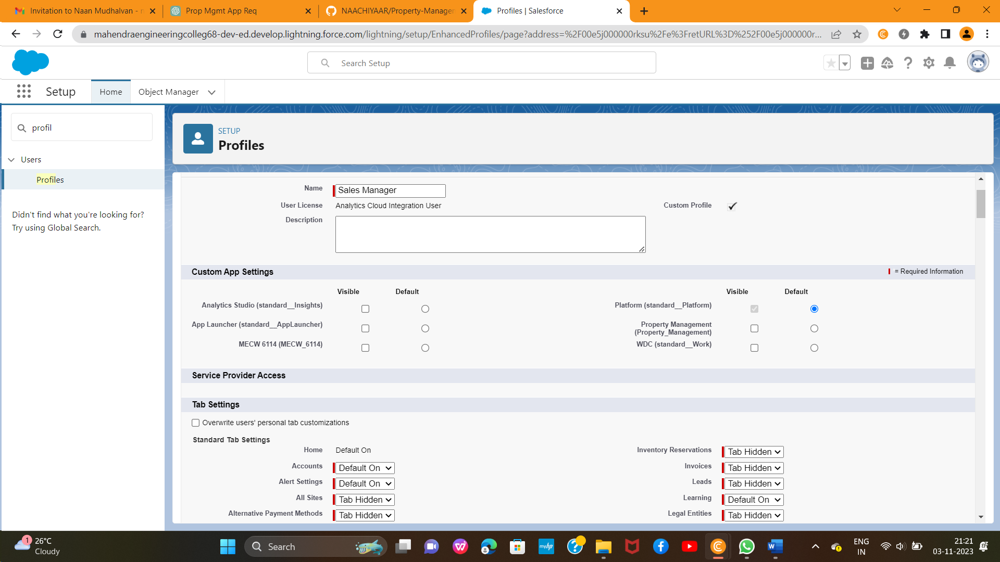 Invitation to Naan Mudhalvan - n
Prop Mgmt App Req
NAACHIYAAR/Property-Manager
Profiles | Salesforce
mahendraengineeringcolleg68-dev-ed.develop.lightning.force.com/lightning/setup/EnhancedProfiles/page?address=%2F00e5j000000rksu%2Fe%3FretURL%3D%252F00e5j000000r...
Search Setup
Setup
Home
Object Manager
profil
Users
Profiles
Didn't find what you're looking for?
Try using Global Search.
SETUP
Profiles
Name Sales Manager
User License Analytics Cloud Integration User Custom Profile
Description
Custom App Settings = Required Information
Visible Default Visible Default
Analytics Studio (standard__Insights) Platform (standard__Platform)
App Launcher (standard__AppLauncher) Property Management
(Property_Management)
MECW 6114 (MECW_6114) WDC (standard__Work)
Service Provider Access
Tab Settings
Overwrite users' personal tab customizations
Standard Tab Settings
Home Default On Inventory Reservations Tab Hidden
Accounts Default On Invoices Tab Hidden
Alert Settings Default On Leads Tab Hidden
All Sites Tab Hidden Learning Default On
Alternative Payment Methods Tab Hidden Legal Entities Tab Hidden
1
26°C
Cloudy
Search
myhp
ENG
IN
21:21
03-11-2023